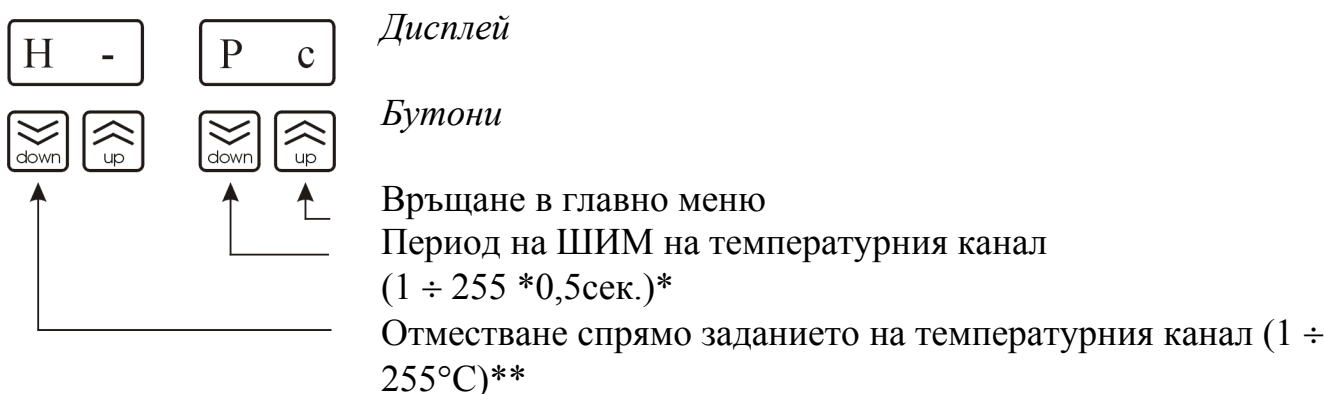 Дисплей
H - P c
Бутони
down up down up
Връщане в главно меню
Период на ШИМ на температурния канал
(1 ÷ 255 *0,5сек.)*
Отместване спрямо заданието на температурния канал (1 ÷
255°C)**